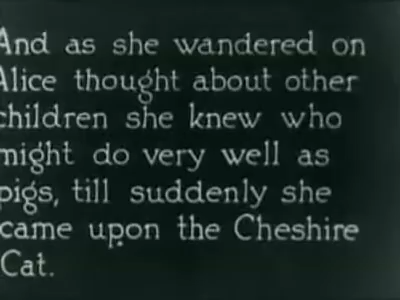 And as she wandered on
Alice thought about other
children she knew who
might do very well as
pigs, till suddenly she
came upon the Cheshire
Cat.